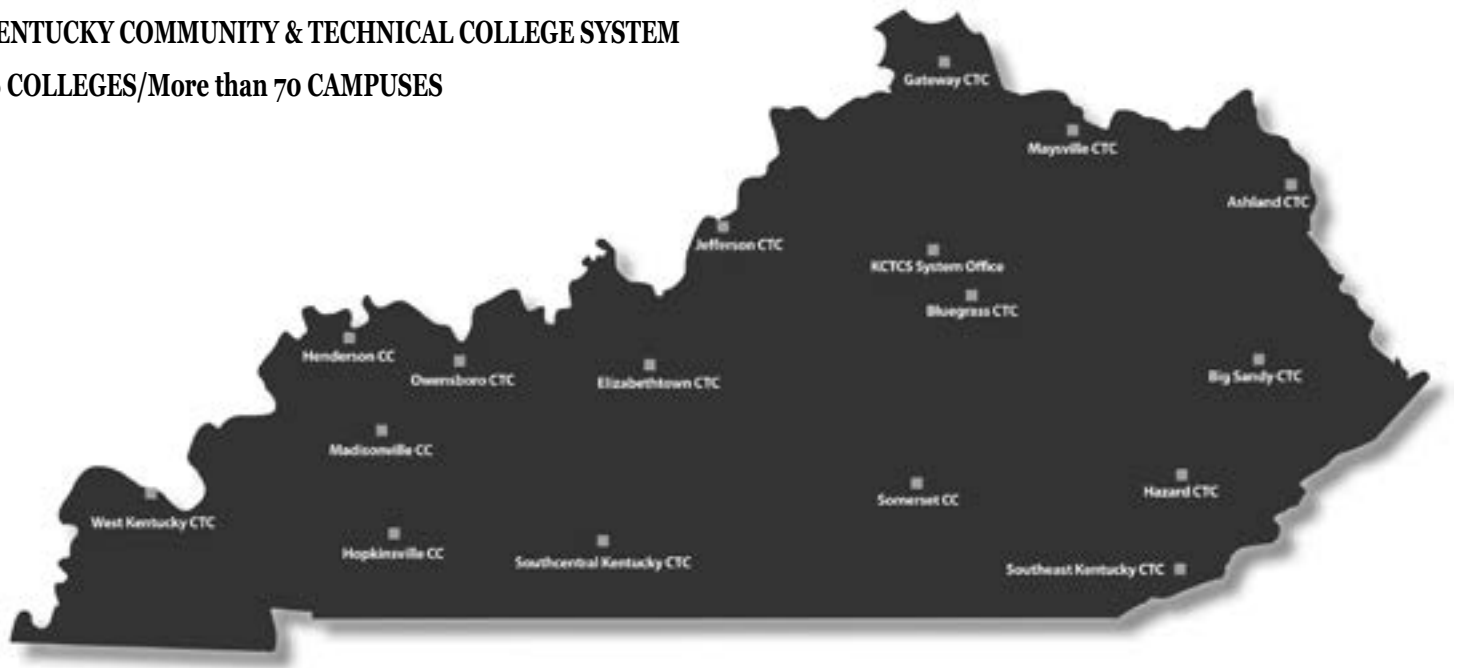 ENTUCKY COMMUNITY & TECHNICAL COLLEGE SYSTEM
COLLEGES/More than 70 CAMPUSES
Gateway CTC
Maysville CTC
Ashland CTC
Jefferson CTC
KCTCS System Office
Bluegrass CTC
Henderson CC
Owensboro CTC
Elizabethtown CTC
Big Sandy CTC
Madisonville CC
Somerset CC
Hazard CTC
West Kentucky CTC
Hopkinsville CC
Southcentral Kentucky CTC
Southeast Kentucky CTC